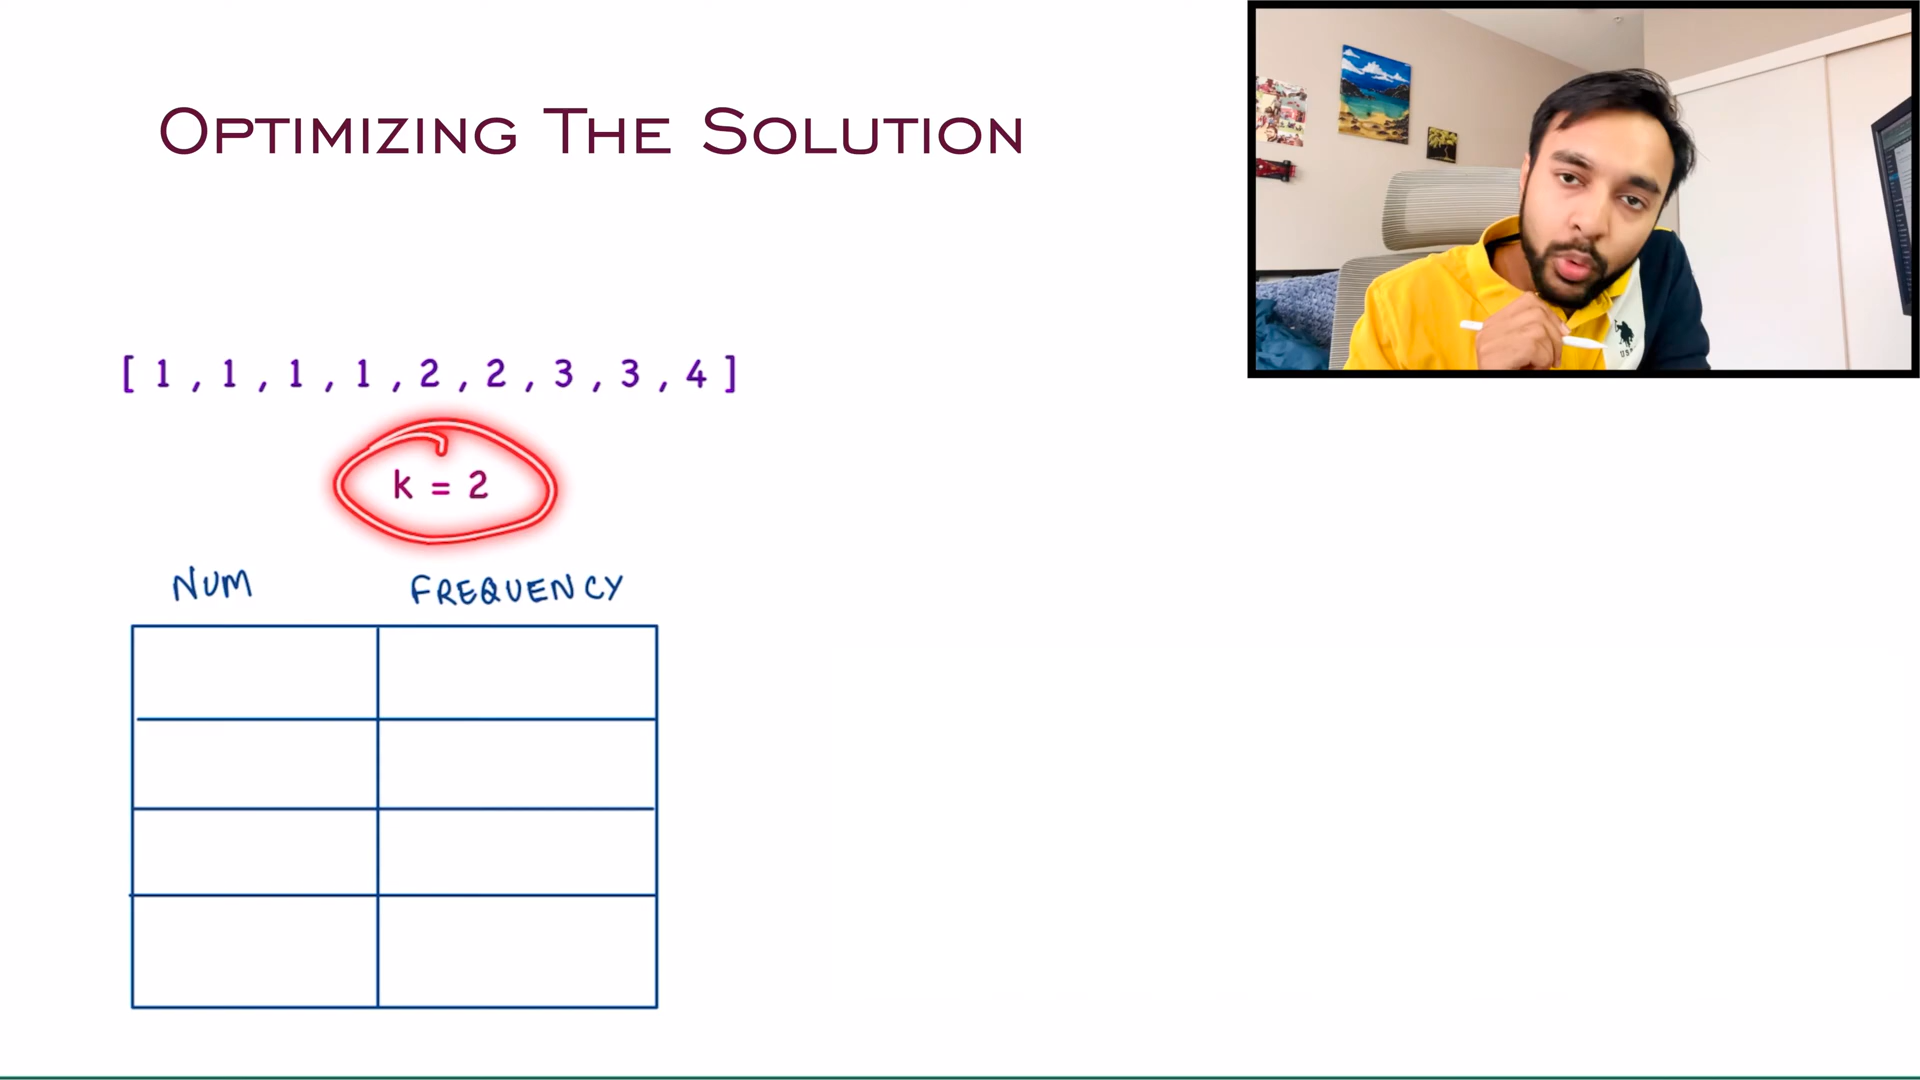 OPTIMIZING THE SOLUTION
[ 1 , 1 , 1 , 1 , 2 , 2 , 3 , 3 , 4 ]
k = 2
NUM FREQUENCY